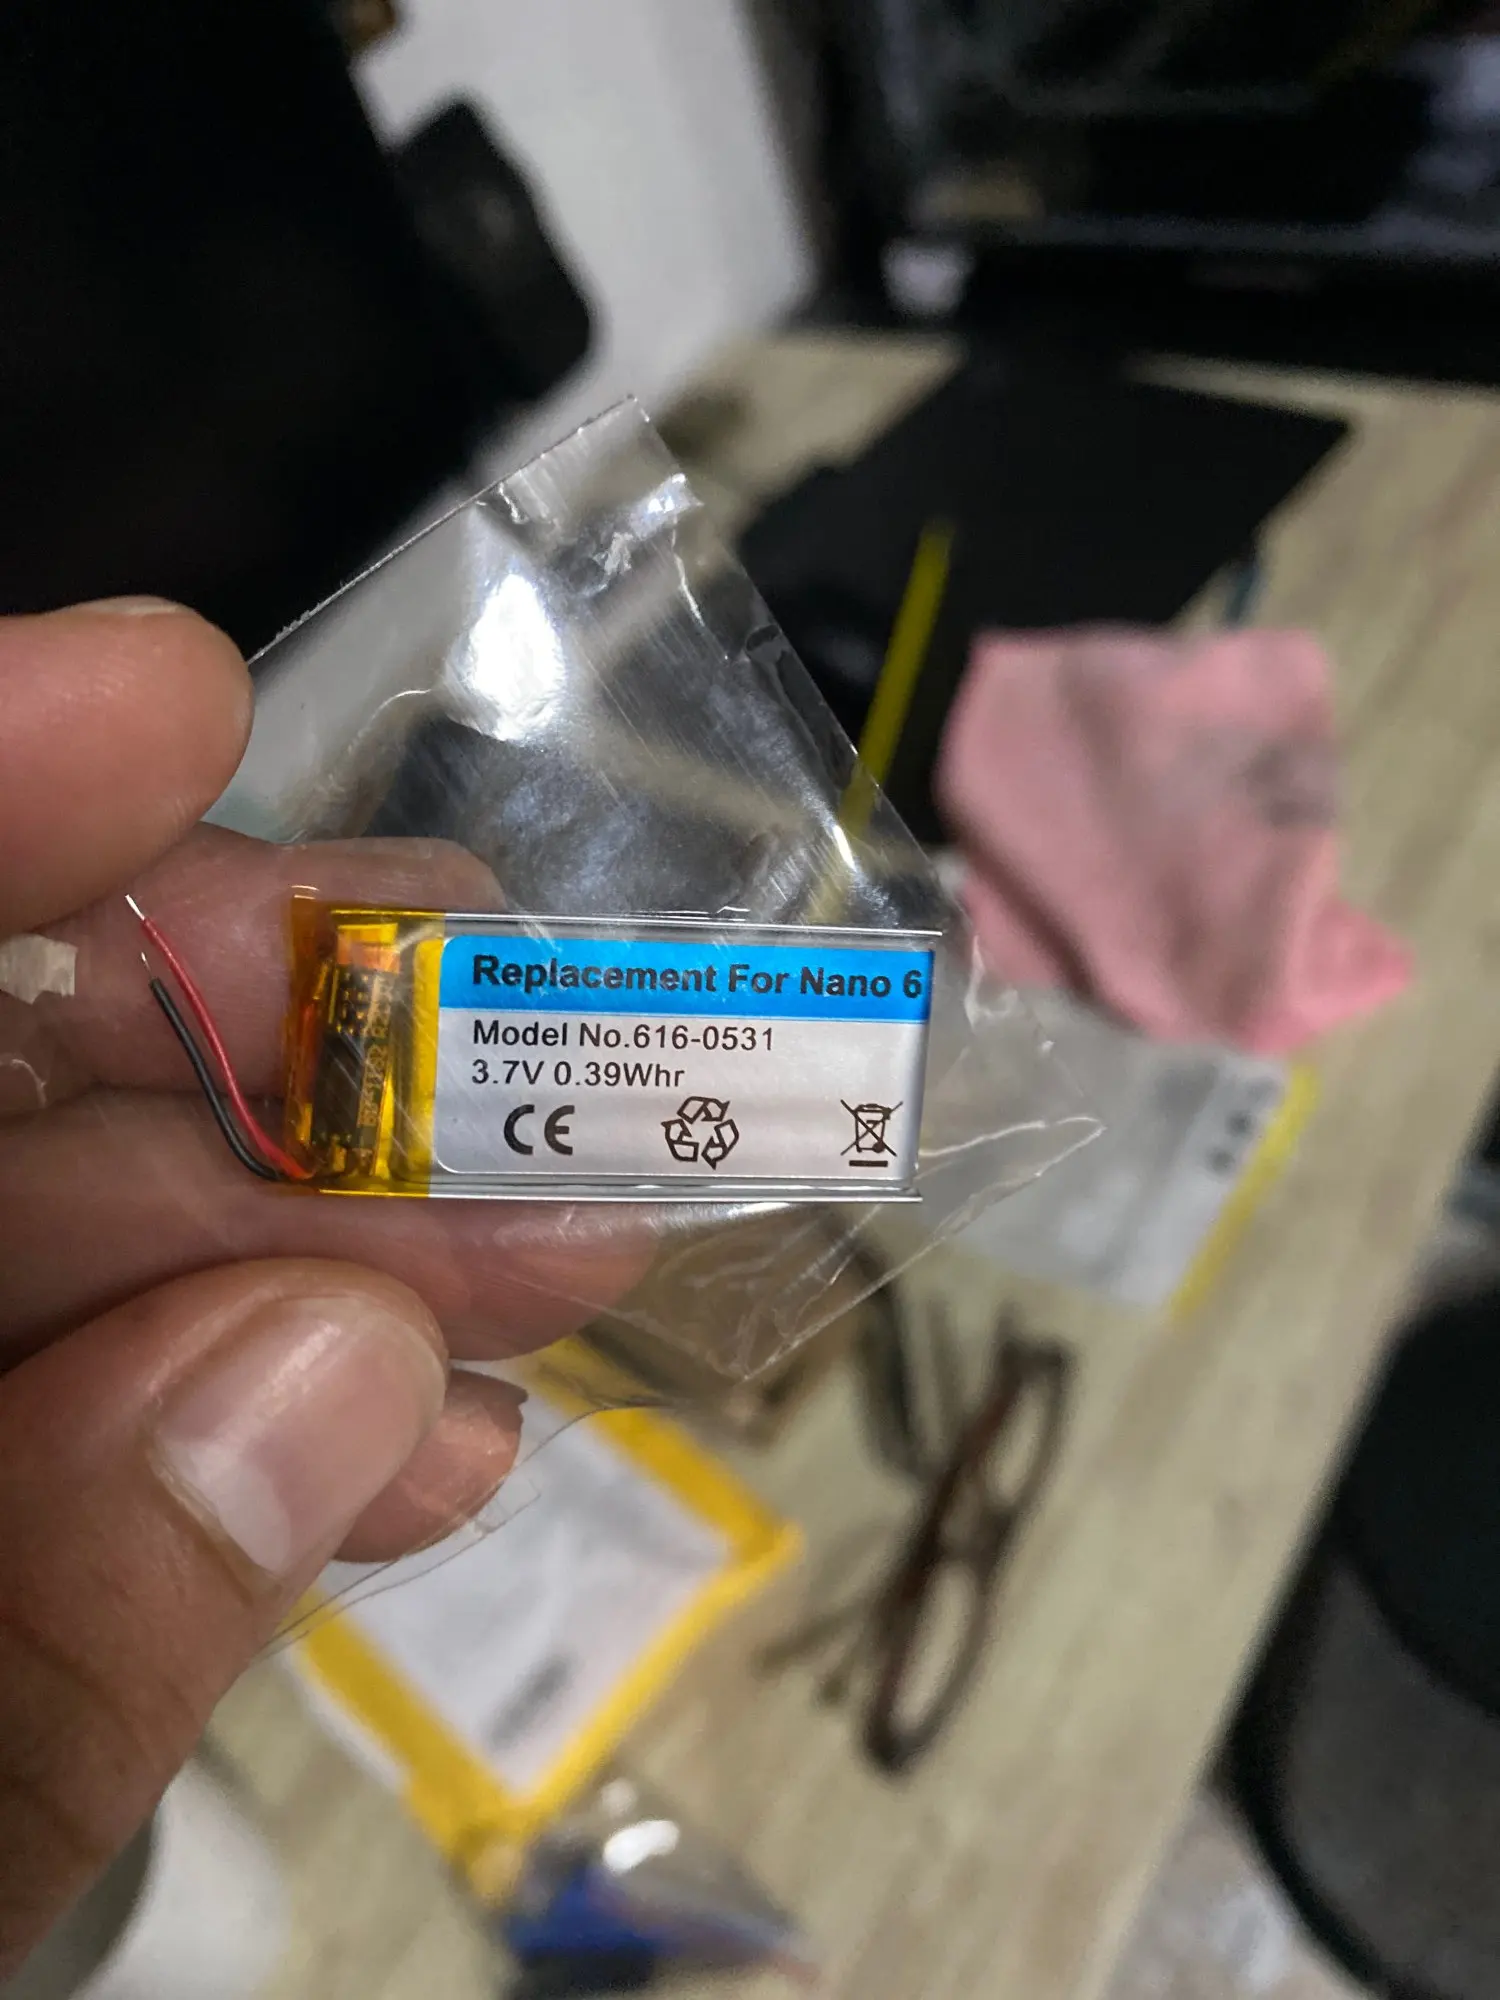 Replacement For Nano 6
Model No.616-0531
3.7V 0.39Whr
CE